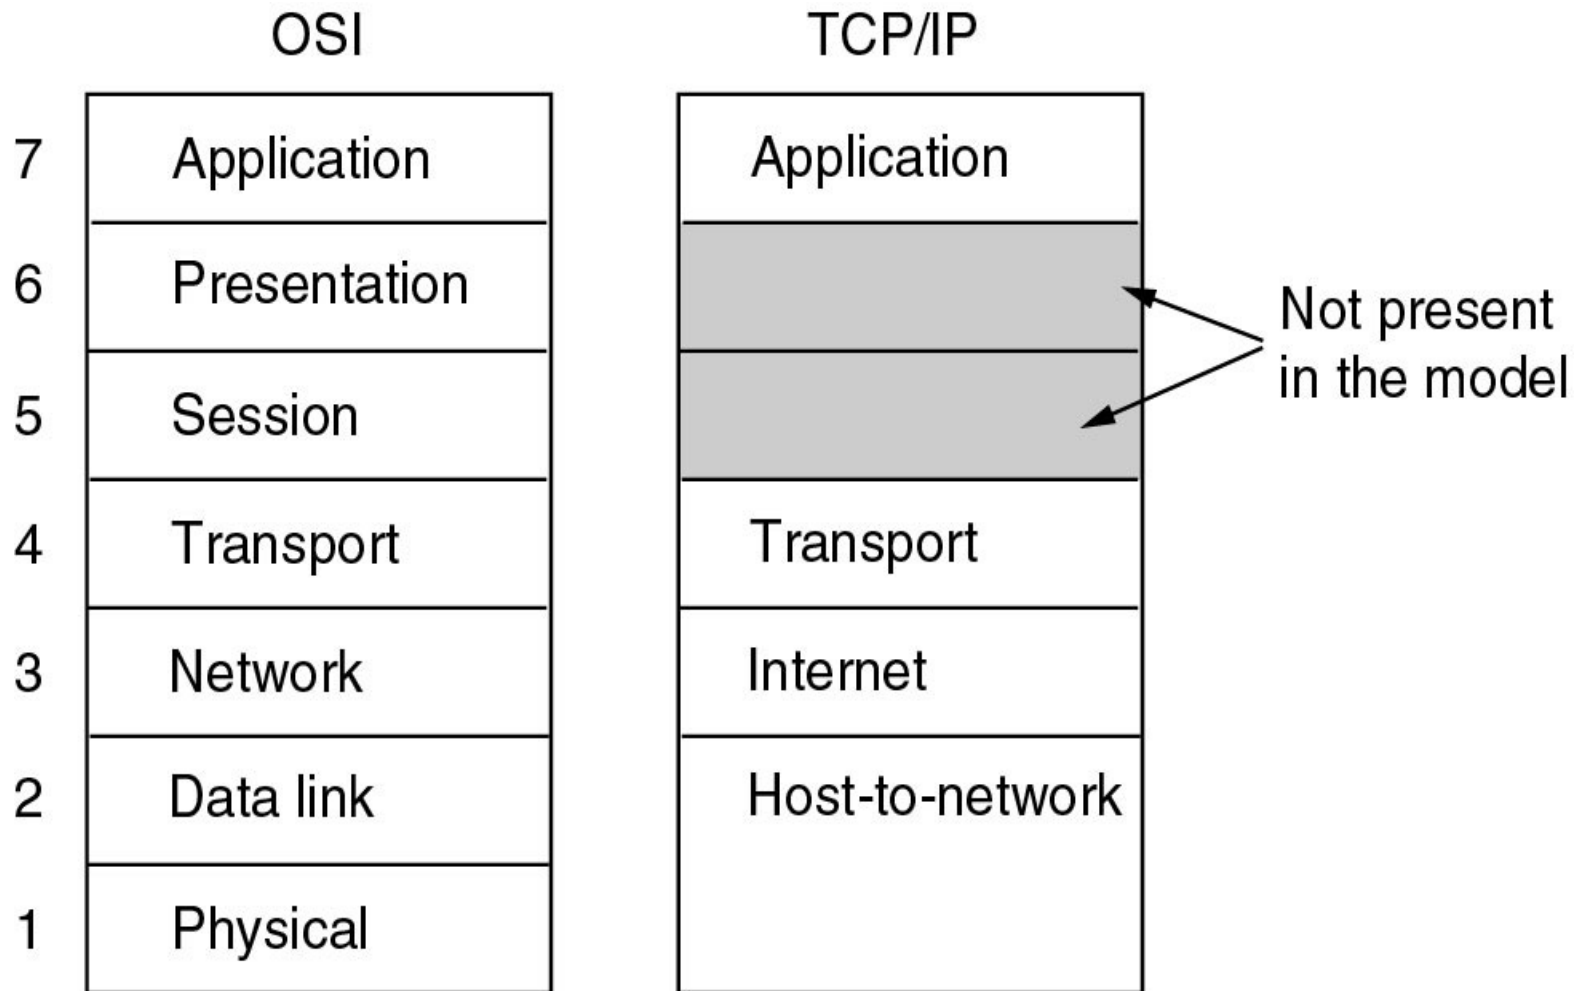 OSI
TCP/IP
7
Application
Application
6
Presentation
Not present
in the model
5
Session
4
Transport
Transport
3
Network
Internet
2
Data link
Host-to-network
1
Physical